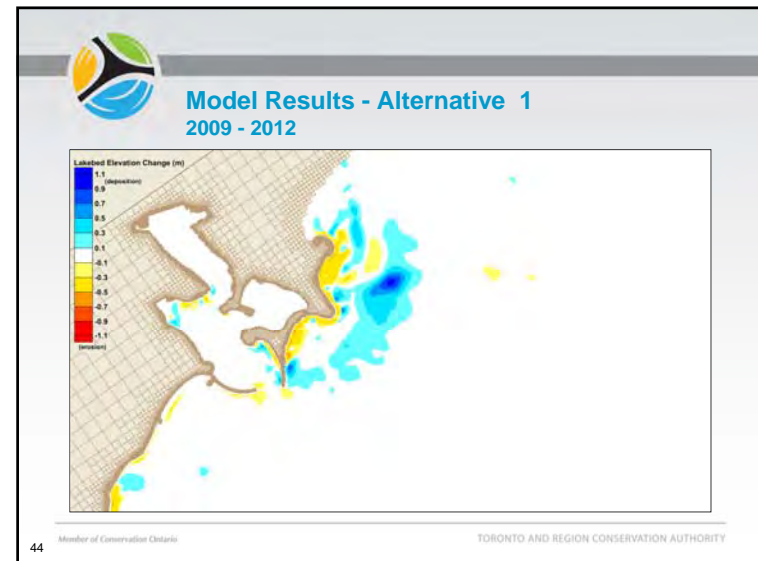 Model Results - Alternative 1
2009 - 2012
Lakebed Elevation Change (m)
1.1
(deposition)
0.9
0.7
0.5
0.3
0.1
-0.1
-0.3
-0.5
-0.7
-0.9
-1.1
(erosion)
Member of Conservation Ontario
TORONTO AND REGION CONSERVATION AUTHORITY
44